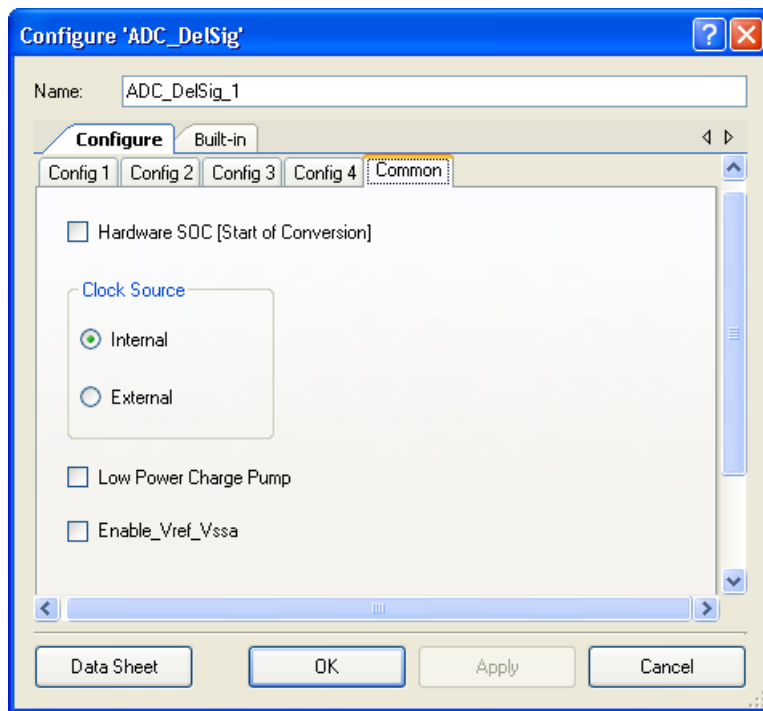 Configure 'ADC_DelSig'
Name: ADC_DelSig_1
Configure Built-in
Config 1 Config 2 Config 3 Config 4 Common
Hardware SOC [Start of Conversion]
Clock Source
Internal
External
Low Power Charge Pump
Enable_Vref_Vssa
Data Sheet OK Apply Cancel